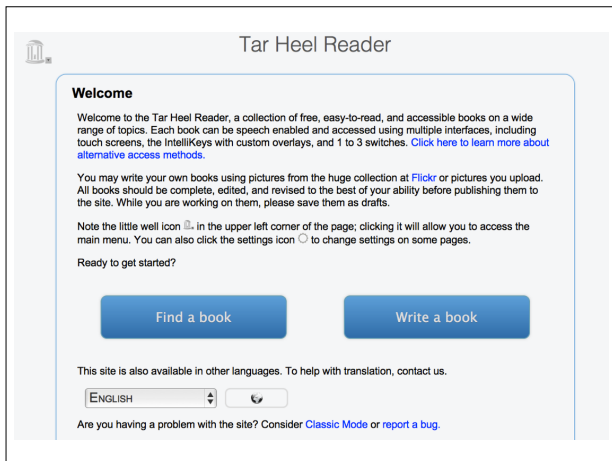 Tar Heel Reader
Welcome
Welcome to the Tar Heel Reader, a collection of free, easy-to-read, and accessible books on a wide
range of topics. Each book can be speech enabled and accessed using multiple interfaces, including
touch screens, the IntelliKeys with custom overlays, and 1 to 3 switches. Click here to learn more about
alternative access methods.
You may write your own books using pictures from the huge collection at Flickr or pictures you upload.
All books should be complete, edited, and revised to the best of your ability before publishing them to
the site. While you are working on them, please save them as drafts.
Note the little well icon in the upper left corner of the page; clicking it will allow you to access the
main menu. You can also click the settings icon to change settings on some pages.
Ready to get started?
Find a book
Write a book
This site is also available in other languages. To help with translation, contact us.
ENGLISH
Are you having a problem with the site? Consider Classic Mode or report a bug.